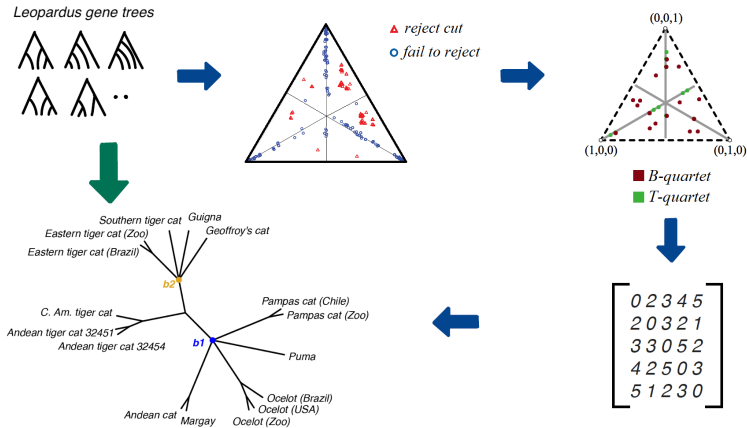 Leopardus gene trees
reject cut
fail to reject
(0,0,1)
(1,0,0)
(0,1,0)
B-quartet
T-quartet
Southern tiger cat
Guigna
Eastern tiger cat (Zoo)
Geoffroy's cat
Eastern tiger cat (Brazil)
b2
C. Am. tiger cat
Andean tiger cat 32451
Andean tiger cat 32454
b1
Pampas cat (Chile)
Pampas cat (Zoo)
Puma
Ocelot (Brazil)
Ocelot (USA)
Ocelot (Zoo)
Andean cat
Margay
0 2 3 4 5
2 0 3 2 1
3 3 0 5 2
4 2 5 0 3
5 1 2 3 0